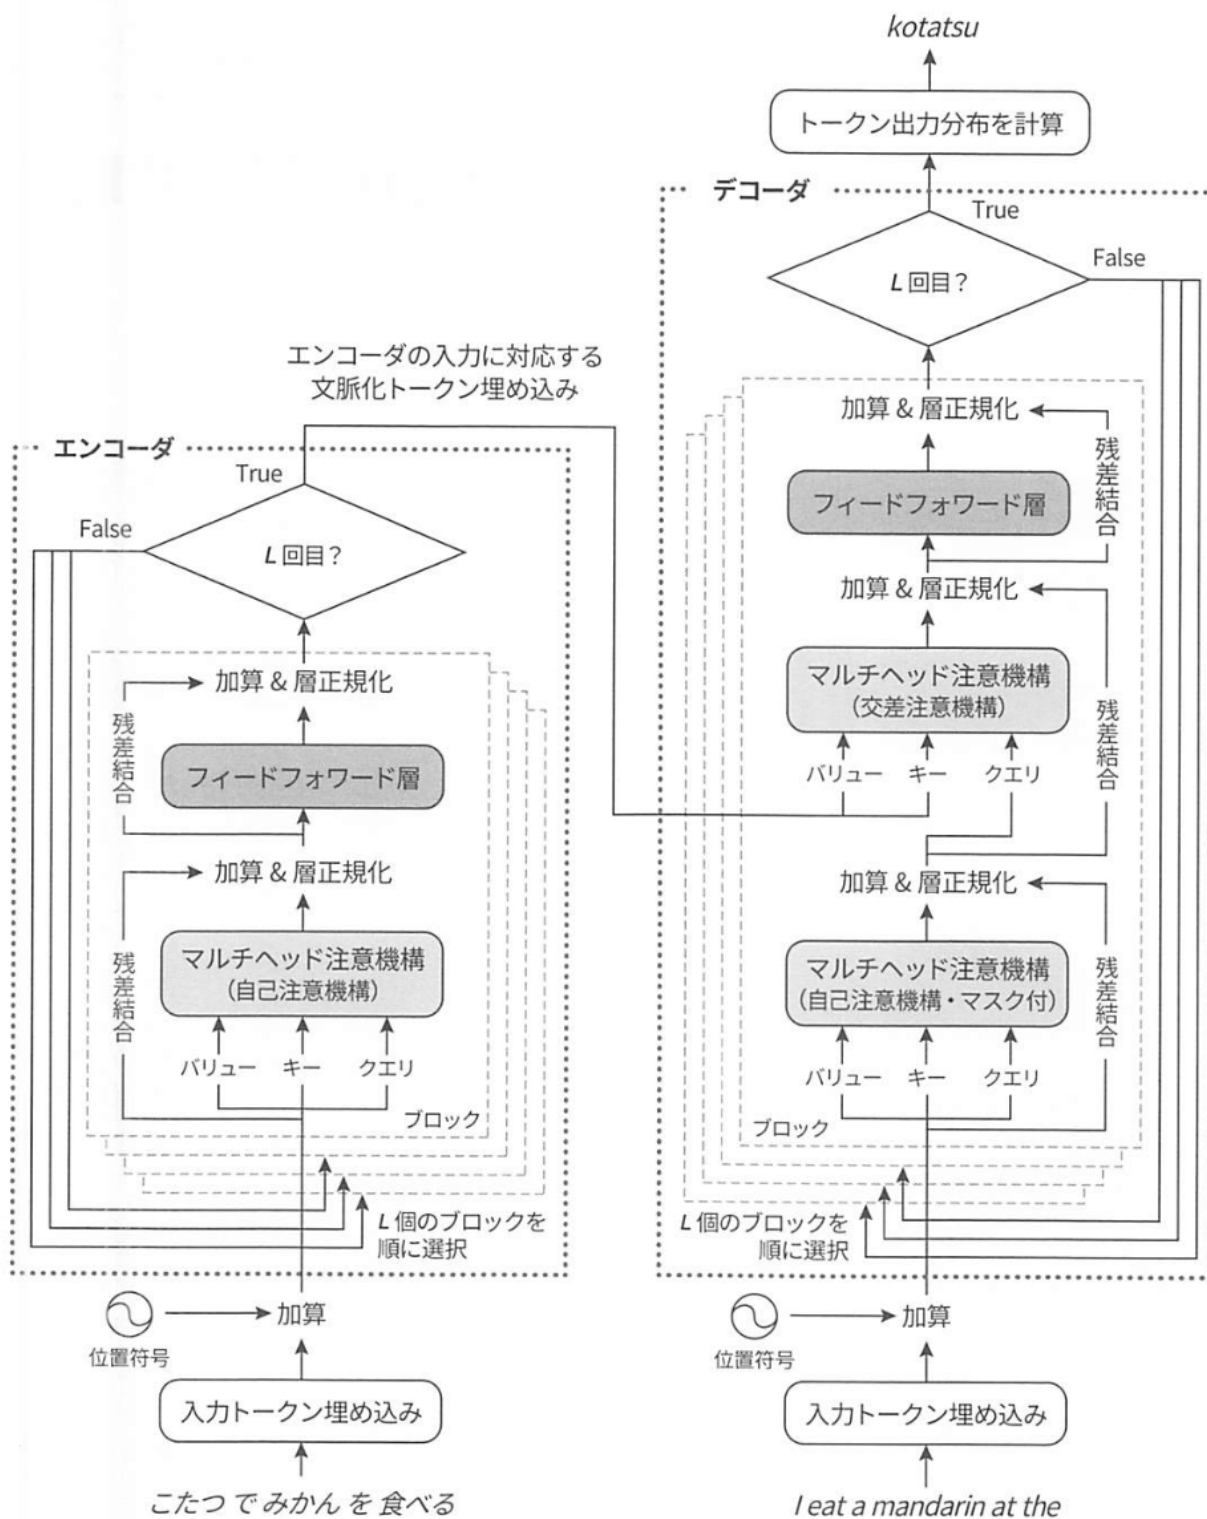 kotatsu
トークン出力分布を計算
デコーダ
True
False
L 回目？
加算 & 層正規化
残差結合
フィードフォワード層
加算 & 層正規化
残差結合
マルチヘッド注意機構
（交差注意機構）
バリュー キー クエリ
加算 & 層正規化
残差結合
マルチヘッド注意機構
（自己注意機構・マスク付）
バリュー キー クエリ
ブロック
L 個のブロックを
順に選択
加算
位置符号
入力トークン埋め込み
I eat a mandarin at the
エンコーダの入力に対応する
文脈化トークン埋め込み
エンコーダ
True
False
L 回目？
加算 & 層正規化
残差結合
フィードフォワード層
加算 & 層正規化
残差結合
マルチヘッド注意機構
（自己注意機構）
バリュー キー クエリ
ブロック
L 個のブロックを
順に選択
加算
位置符号
入力トークン埋め込み
こたつ で みかん を 食べる